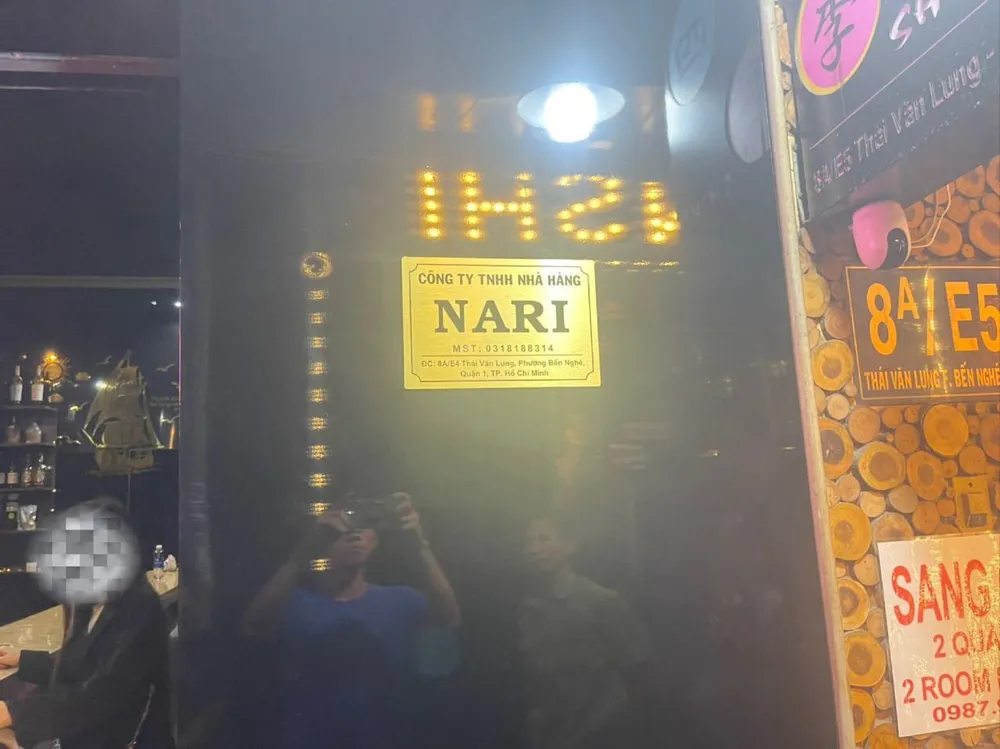 CÔNG TY TNHH NHÀ HÀNG
NARI
MST: 0318188314
ĐC: 8A/E4 Thái Văn Lung, Phường Bến Nghé,
Quận 1, TP. Hồ Chí Minh
李
8A/E5 Thái Văn Lung -
8A/E5
THÁI VĂN LUNG P. BẾN NGHÉ
SANG
2 ROOM
0987.